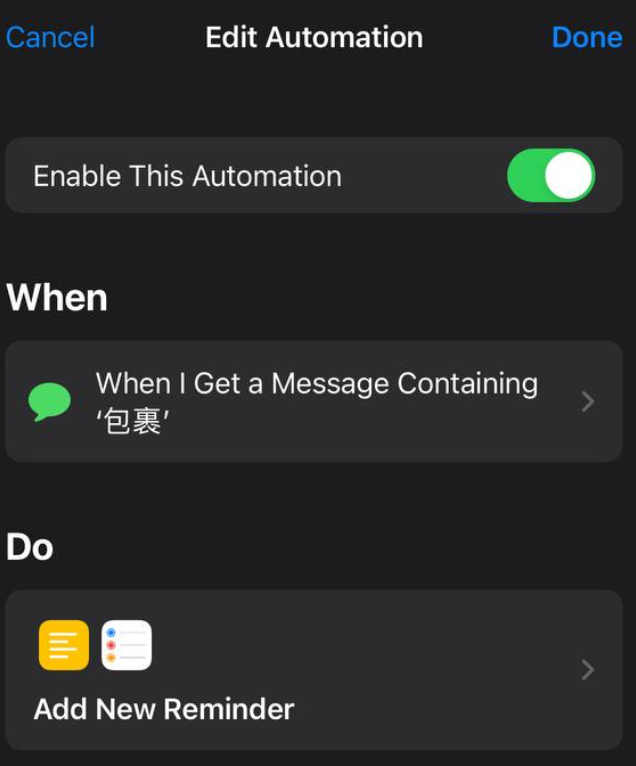 Cancel Edit Automation Done
Enable This Automation
When
When I Get a Message Containing
‘包裹’
Do
Add New Reminder